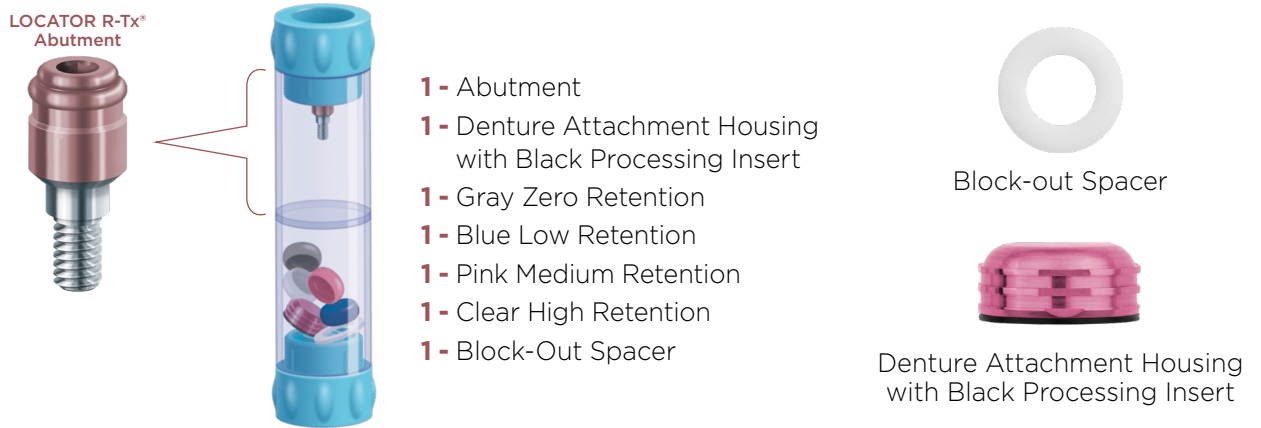 LOCATOR R-Tx®
Abutment
1 - Abutment
1 - Denture Attachment Housing
with Black Processing Insert
1 - Gray Zero Retention
1 - Blue Low Retention
1 - Pink Medium Retention
1 - Clear High Retention
1 - Block-Out Spacer
Block-out Spacer
Denture Attachment Housing
with Black Processing Insert